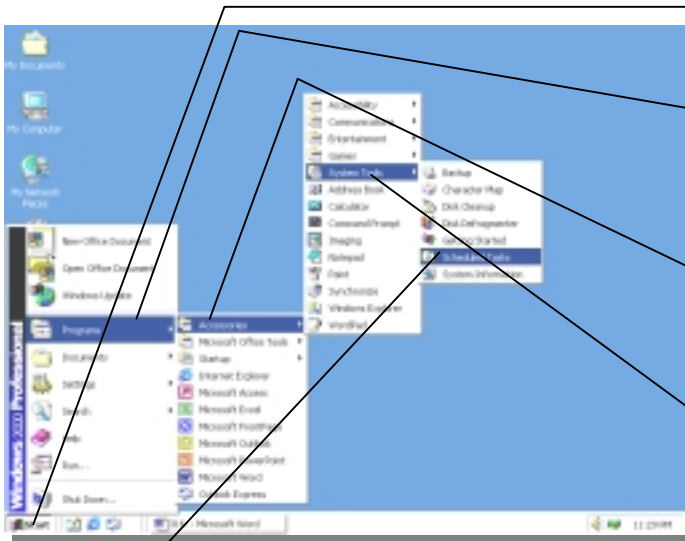 My Documents
My Computer
My Network
Places
New Office Document
Open Office Document
Windows Update
Programs
Documents
Settings
Search
Help
Run...
Shut Down...
Windows 2000 Professional
Accessories
Microsoft Office Tools
Startup
Internet Explorer
Microsoft Access
Microsoft Excel
Microsoft FrontPage
Microsoft Outlook
Microsoft PowerPoint
Microsoft Word
Outlook Express
Accessibility
Communications
Entertainment
Games
System Tools
Address Book
Calculator
Command Prompt
Imaging
Notepad
Paint
Synchronize
Windows Explorer
WordPad
Backup
Character Map
Disk Cleanup
Disk Defragmenter
Getting Started
Scheduled Tasks
System Information
Start
Microsoft Word